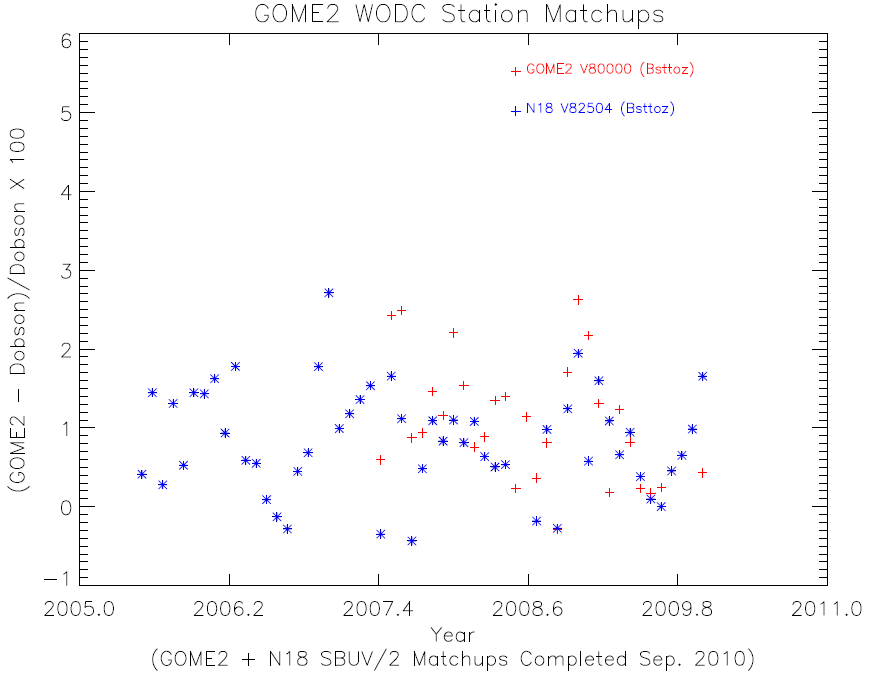 GOME2 WODC Station Matchups
(GOME2 - Dobson)/Dobson X 100
6
5
4
3
2
1
0
-1
GOME2 V80000 (Bsttoz)
N18 V82504 (Bsttoz)
2005.0 2006.2 2007.4 2008.6 2009.8 2011.0
Year
(GOME2 + N18 SBUV/2 Matchups Completed Sep. 2010)